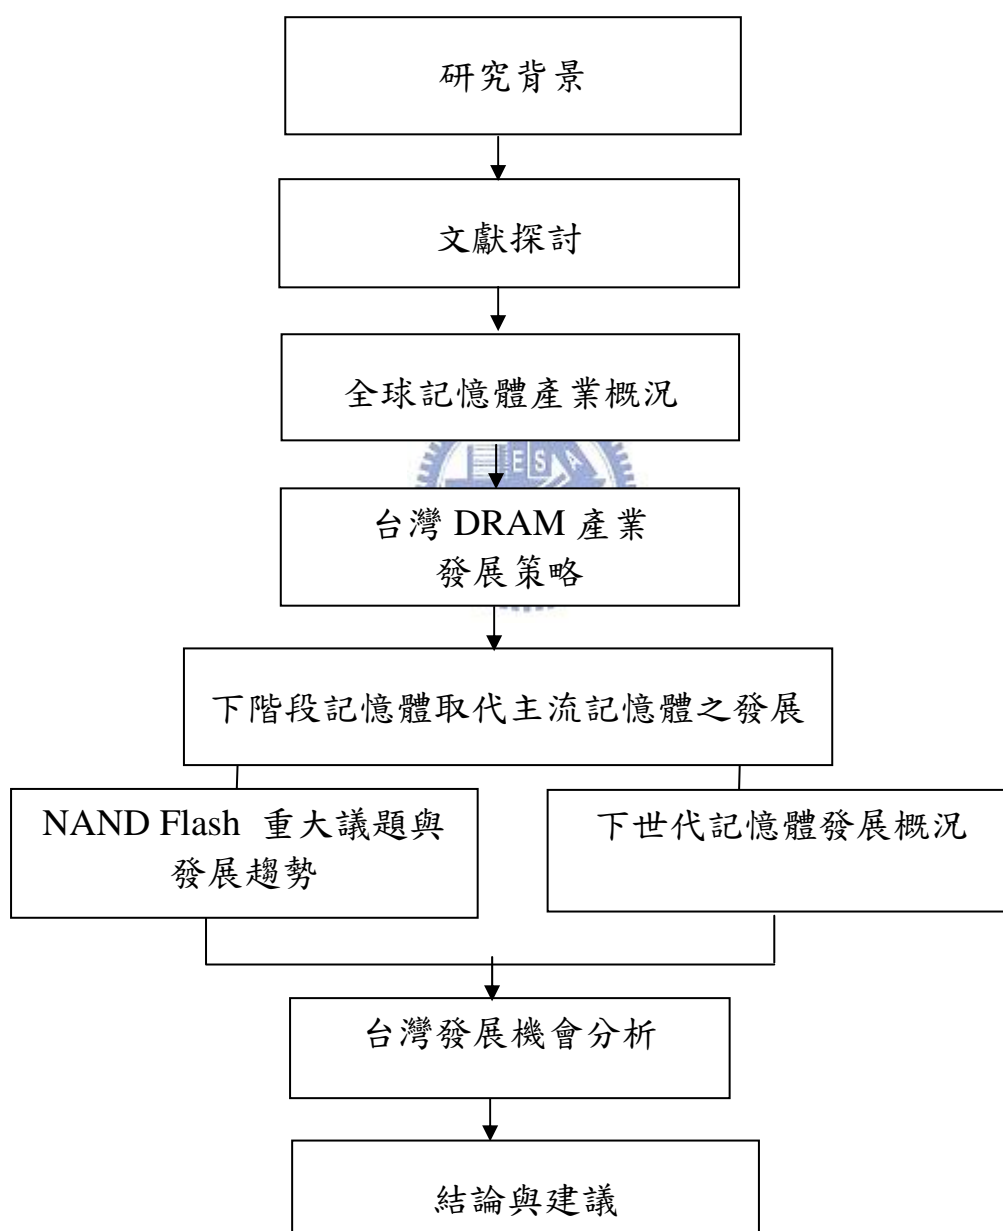 研究背景
文獻探討
全球記憶體產業概況
ESA
台灣 DRAM 產業
發展策略
下階段記憶體取代主流記憶體之發展
NAND Flash 重大議題與
發展趨勢
下世代記憶體發展概況
台灣發展機會分析
結論與建議